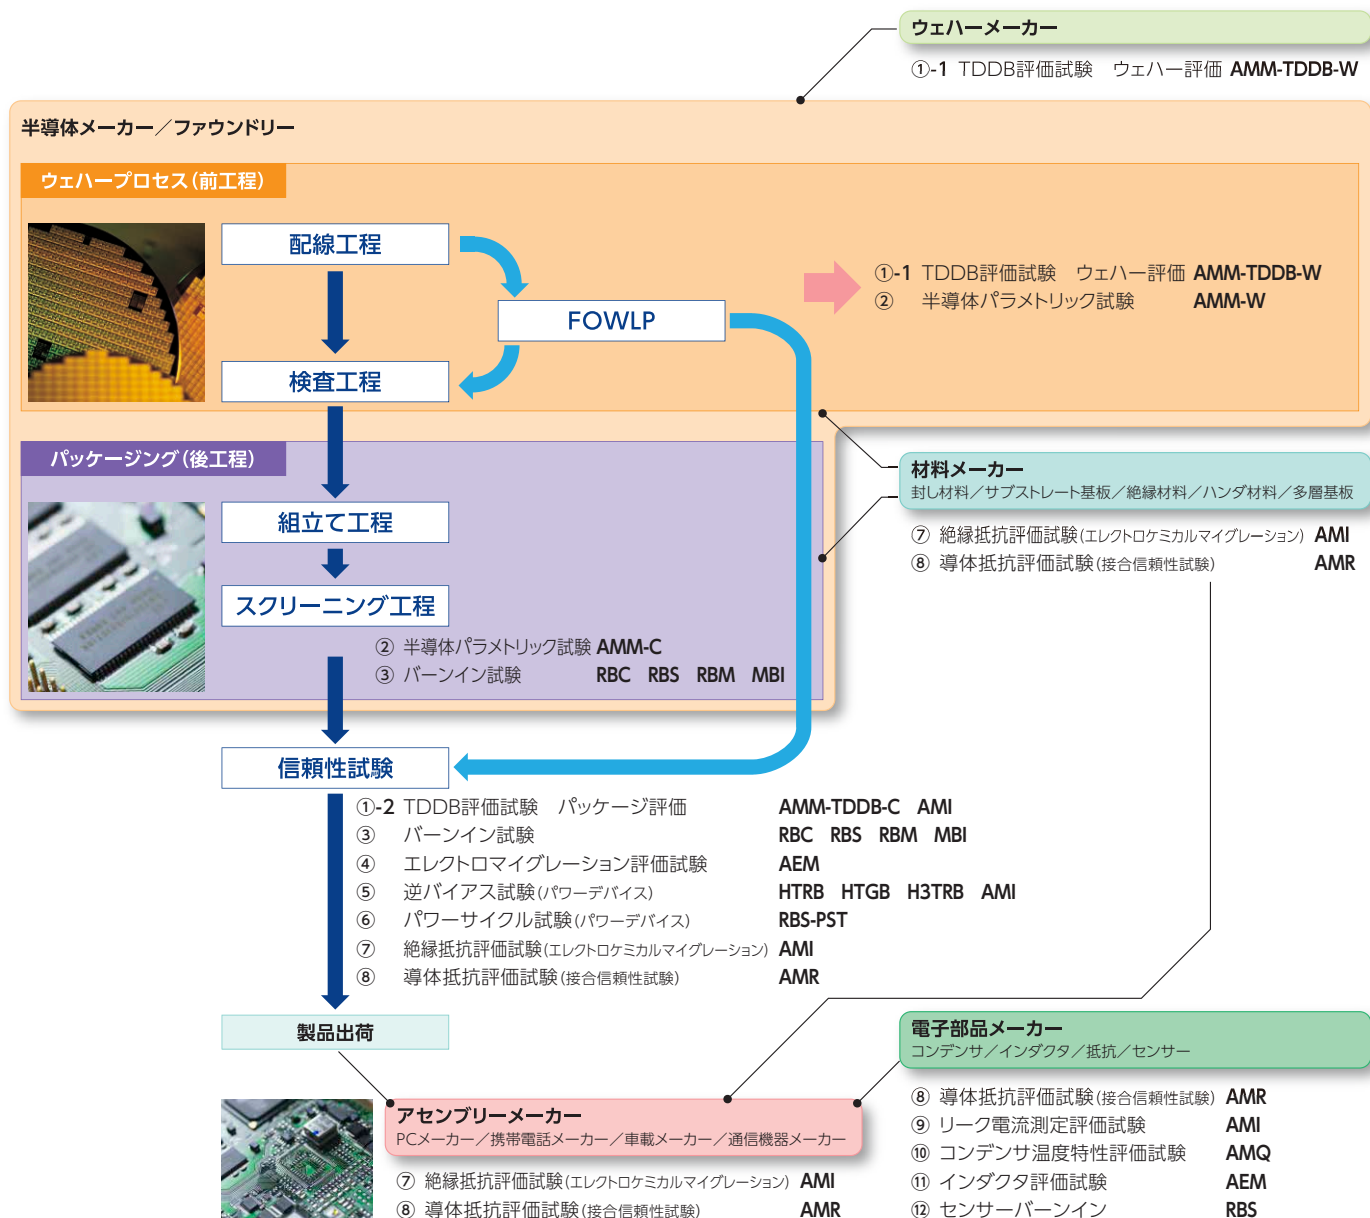 ウェハーメーカー
①-1 TDDB評価試験　ウェハー評価 AMM-TDDB-W
半導体メーカー／ファウンドリー
ウェハープロセス（前工程）
配線工程
FOWLP
検査工程
①-1 TDDB評価試験　ウェハー評価 AMM-TDDB-W
② 半導体パラメトリック試験 AMM-W
パッケージング（後工程）
組立て工程
スクリーニング工程
② 半導体パラメトリック試験 AMM-C
③ バーンイン試験 RBC RBS RBM MBI
材料メーカー
封し材料／サブストレート基板／絶縁材料／ハンダ材料／多層基板
⑦ 絶縁抵抗評価試験(エレクトロケミカルマイグレーション) AMI
⑧ 導体抵抗評価試験(接合信頼性試験) AMR
信頼性試験
①-2 TDDB評価試験　パッケージ評価 AMM-TDDB-C AMI
③ バーンイン試験 RBC RBS RBM MBI
④ エレクトロマイグレーション評価試験 AEM
⑤ 逆バイアス試験(パワーデバイス) HTRB HTGB H3TRB AMI
⑥ パワーサイクル試験(パワーデバイス) RBS-PST
⑦ 絶縁抵抗評価試験(エレクトロケミカルマイグレーション) AMI
⑧ 導体抵抗評価試験(接合信頼性試験) AMR
製品出荷
アセンブリーメーカー
PCメーカー／携帯電話メーカー／車載メーカー／通信機器メーカー
⑦ 絶縁抵抗評価試験(エレクトロケミカルマイグレーション) AMI
⑧ 導体抵抗評価試験(接合信頼性試験) AMR
電子部品メーカー
コンデンサ／インダクタ／抵抗／センサー
⑧ 導体抵抗評価試験(接合信頼性試験) AMR
⑨ リーク電流測定評価試験 AMI
⑩ コンデンサ温度特性評価試験 AMQ
⑪ インダクタ評価試験 AEM
⑫ センサーバーンイン RBS